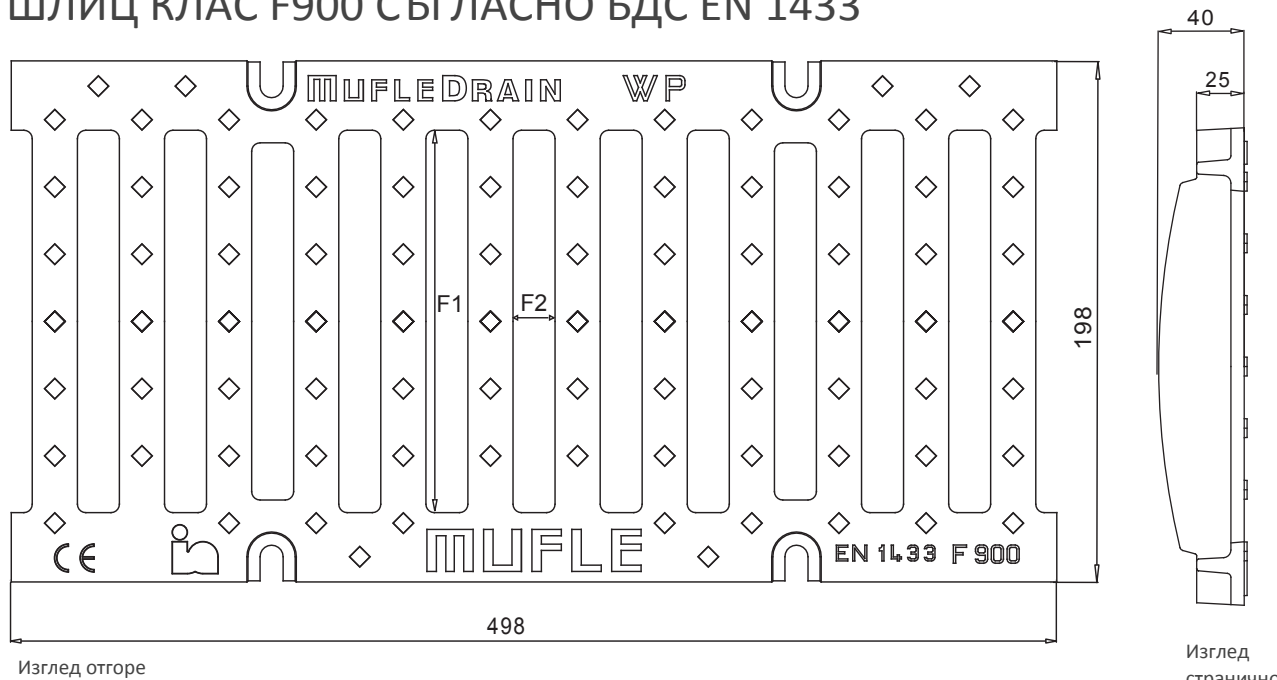 ШЛИЦ КЛАС F900 СЪГЛАСНО БДС EN 1433
40
25
MUFLEDRAIN WP
F1
F2
198
CE
MUFLE
EN 1433 F 900
498
Изглед отгоре
Изглед
странично